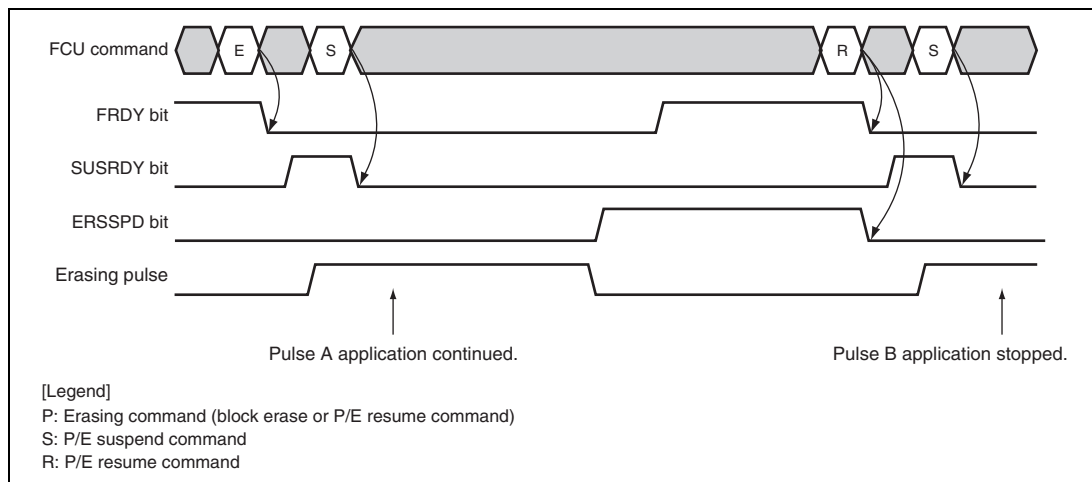 FCU command
E
S
R
S
FRDY bit
SUSRDY bit
ERSSPD bit
Erasing pulse
Pulse A application continued.
Pulse B application stopped.
[Legend]
P: Erasing command (block erase or P/E resume command)
S: P/E suspend command
R: P/E resume command